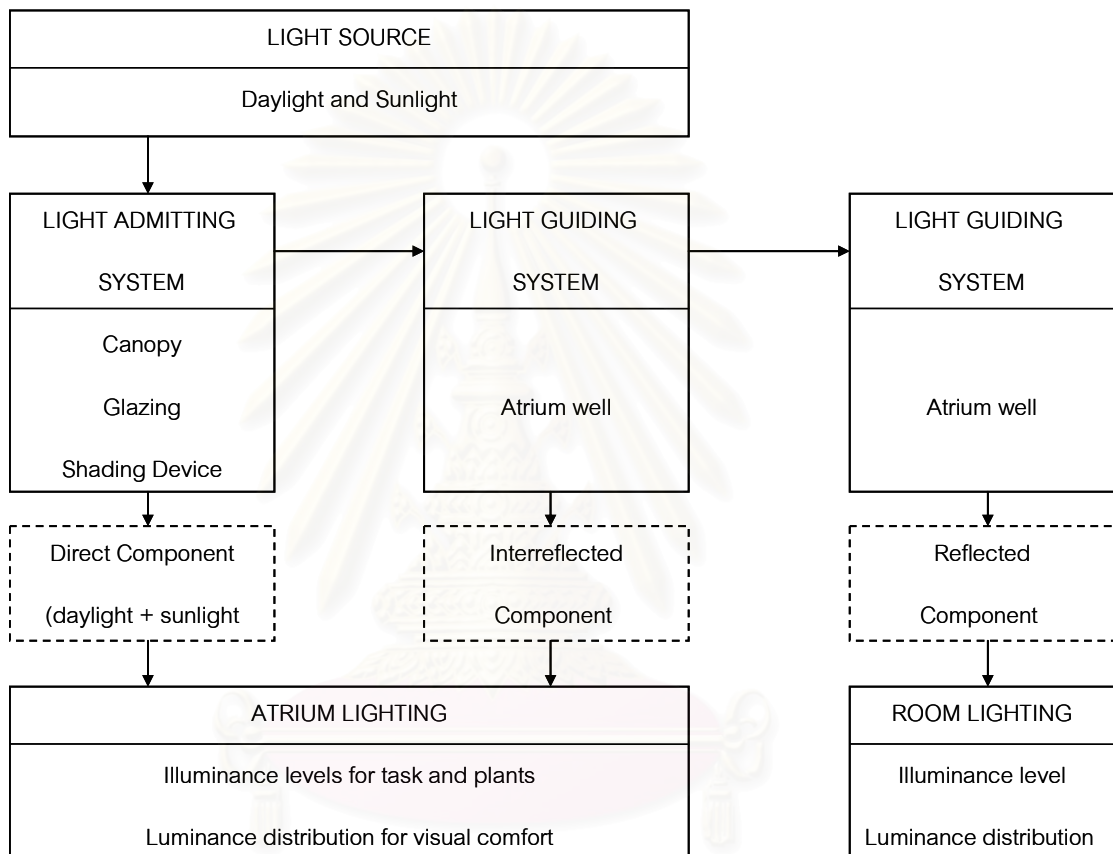 LIGHT SOURCE
Daylight and Sunlight
LIGHT ADMITTING
SYSTEM
Canopy
Glazing
Shading Device
LIGHT GUIDING
SYSTEM
Atrium well
LIGHT GUIDING
SYSTEM
Atrium well
Direct Component
(daylight + sunlight
Interreflected
Component
Reflected
Component
ATRIUM LIGHTING
Illuminance levels for task and plants
Luminance distribution for visual comfort
ROOM LIGHTING
Illuminance level
Luminance distribution